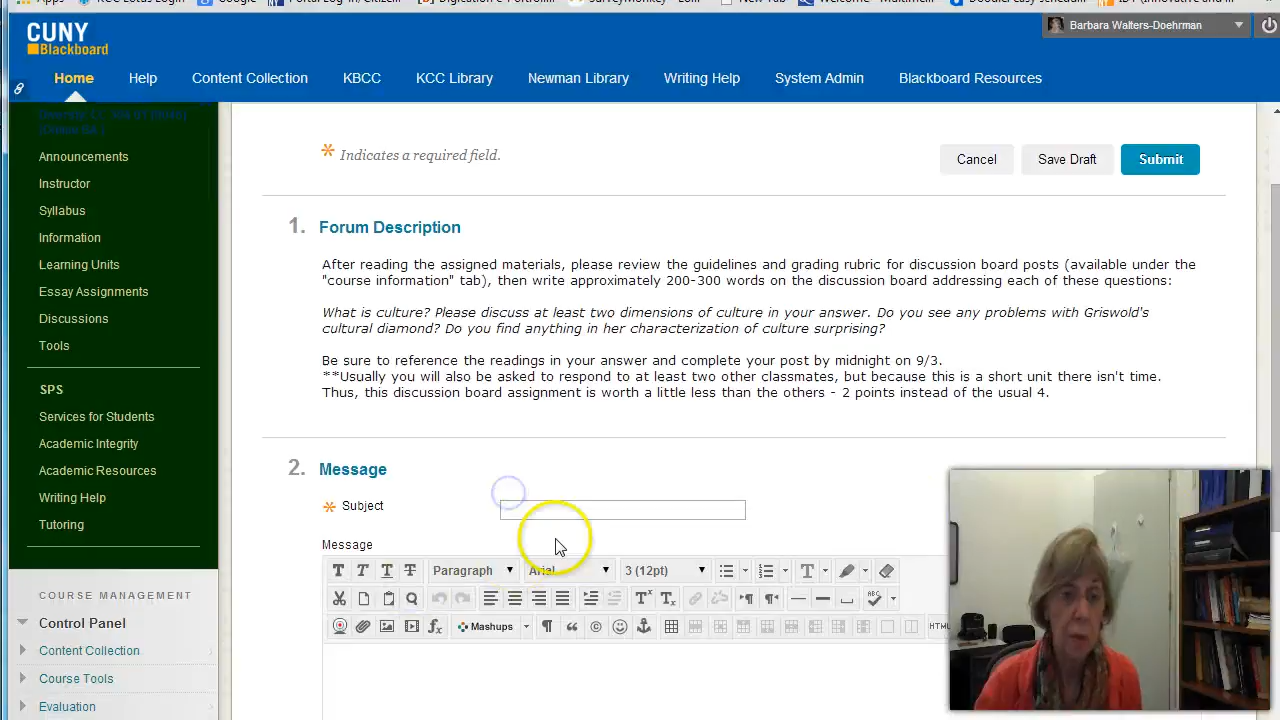 Apps
Google
New Tab
CUNY
Blackboard
Barbara Walters-Doehrman
Home Help Content Collection KBCC KCC Library Newman Library Writing Help System Admin Blackboard Resources
Announcements
Instructor
Syllabus
Information
Learning Units
Essay Assignments
Discussions
Tools
SPS
Services for Students
Academic Integrity
Academic Resources
Writing Help
Tutoring
COURSE MANAGEMENT
Control Panel
Content Collection
Course Tools
Evaluation
Indicates a required field.
Cancel Save Draft Submit
1. Forum Description
After reading the assigned materials, please review the guidelines and grading rubric for discussion board posts (available under the
"course information" tab), then write approximately 200-300 words on the discussion board addressing each of these questions:
What is culture? Please discuss at least two dimensions of culture in your answer. Do you see any problems with Griswold's
cultural diamond? Do you find anything in her characterization of culture surprising?
Be sure to reference the readings in your answer and complete your post by midnight on 9/3.
**Usually you will also be asked to respond to at least two other classmates, but because this is a short unit there isn't time.
Thus, this discussion board assignment is worth a little less than the others - 2 points instead of the usual 4.
2. Message
Subject
Message
Paragraph Arial 3 (12pt)
Mashups HTML